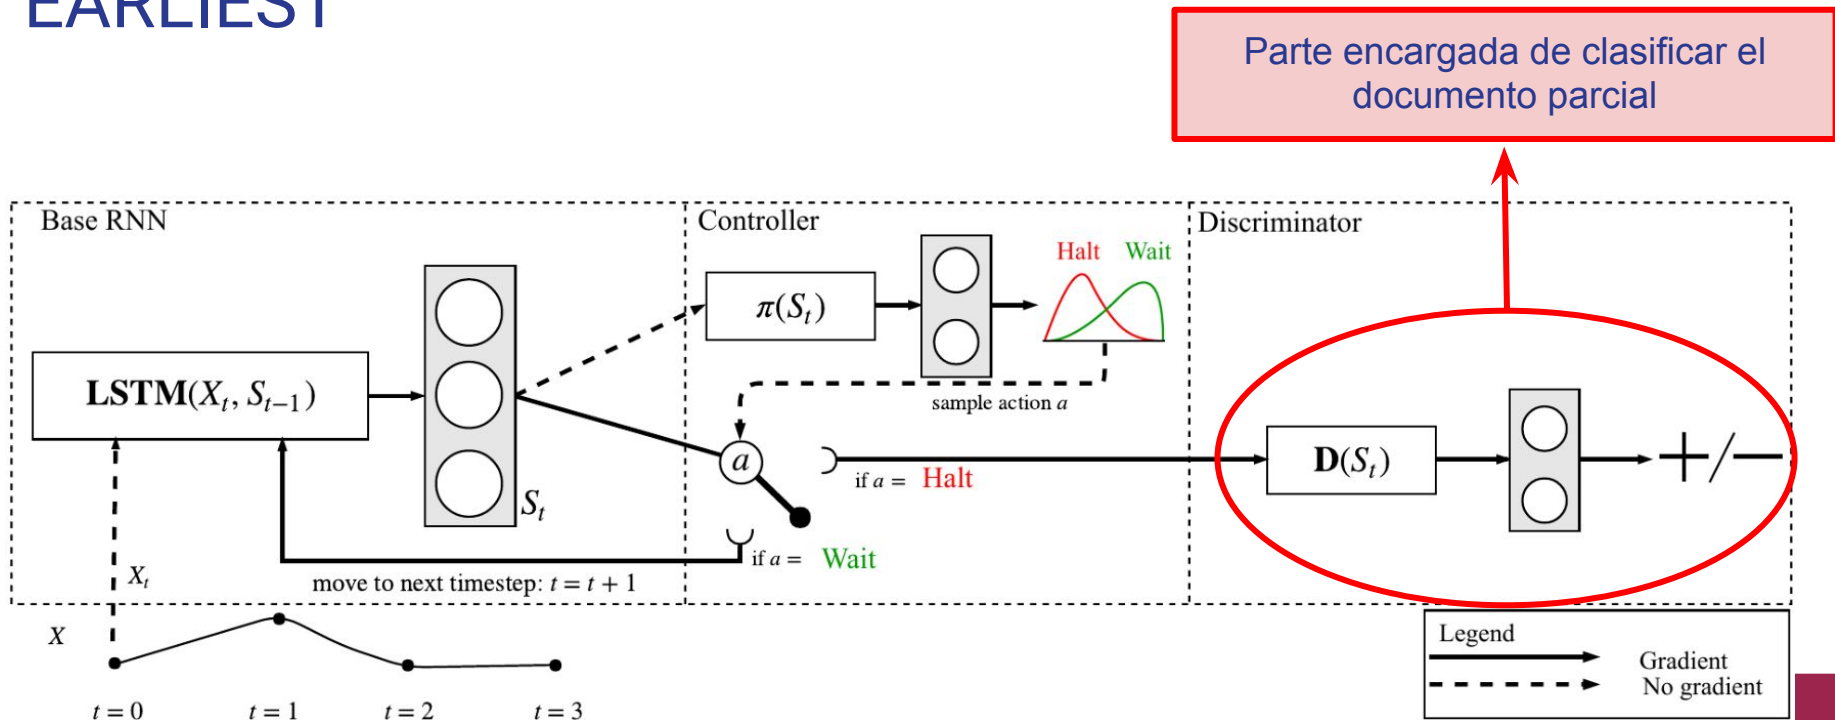 EARLIEST
Parte encargada de clasificar el
documento parcial
Base RNN
Controller
Discriminator
Halt Wait
π(S_t)
LSTM(X_t, S_{t−1})
sample action a
a
if a = Halt
D(S_t)
+/−
S_t
if a = Wait
X_t
move to next timestep: t = t + 1
X
Legend
Gradient
No gradient
t = 0
t = 1
t = 2
t = 3